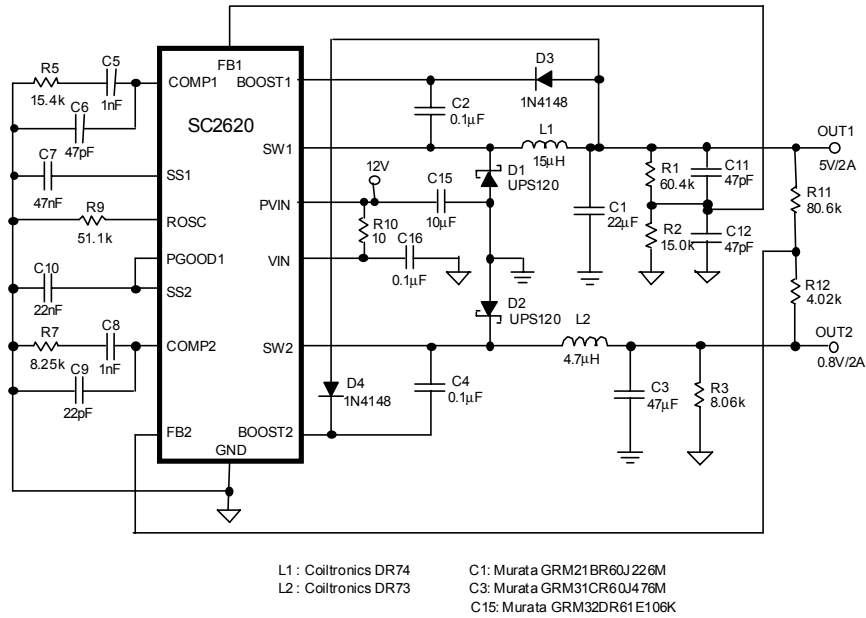 FB1
COMP1
BOOST1
SC2620
SW1
SS1
PVIN
ROSC
PGOOD1
VIN
SS2
COMP2
SW2
FB2
BOOST2
GND
R5
15.4k
C5
1nF
C6
47pF
C7
47nF
R9
51.1k
C10
22nF
R7
8.25k
C8
1nF
C9
22pF
D3
1N4148
C2
0.1µF
L1
15µH
12V
C15
10µF
D1
UPS120
R10
10
C16
0.1µF
D2
UPS120
C1
22µF
R1
60.4k
C11
47pF
R2
15.0k
C12
47pF
OUT1
5V/2A
R11
80.6k
R12
4.02k
OUT2
0.8V/2A
L2
4.7µH
D4
1N4148
C4
0.1µF
C3
47µF
R3
8.06k
L1 : Coiltronics DR74
L2 : Coiltronics DR73
C1: Murata GRM21BR60J226M
C3: Murata GRM31CR60J476M
C15: Murata GRM32DR61E106K